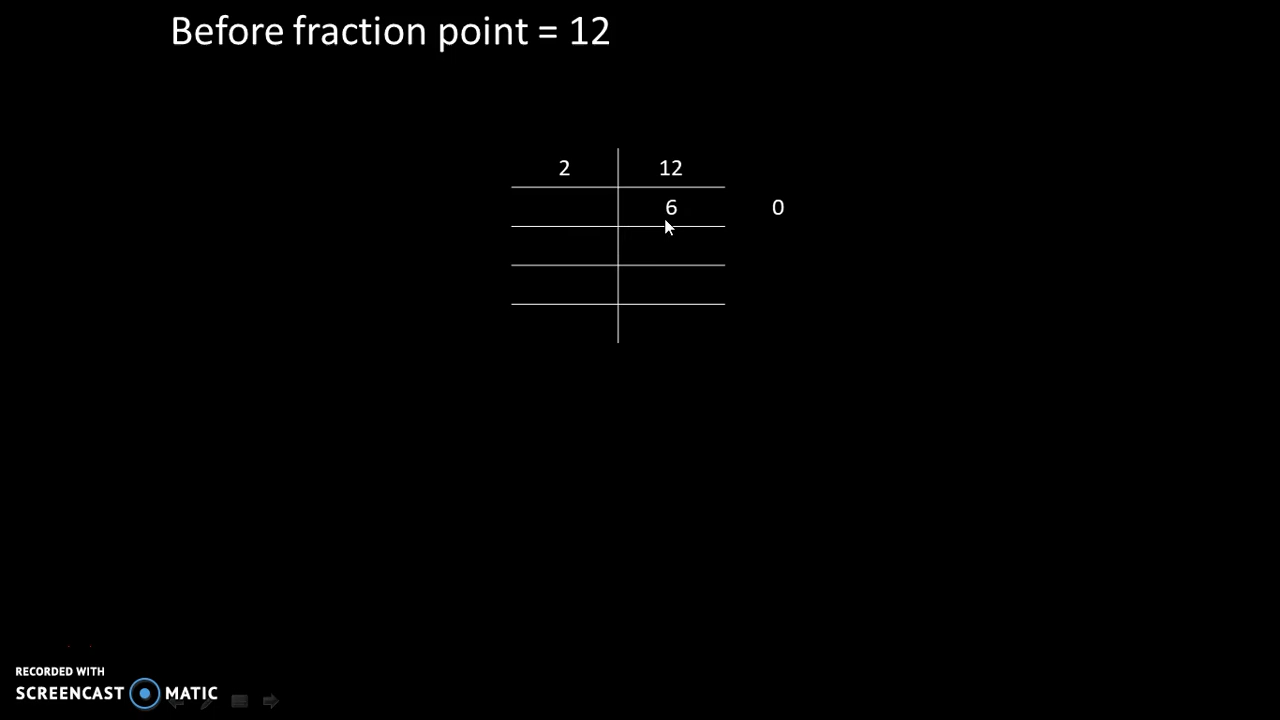 Before fraction point = 12
2 12
6 0
RECORDED WITH
SCREENCAST MATIC